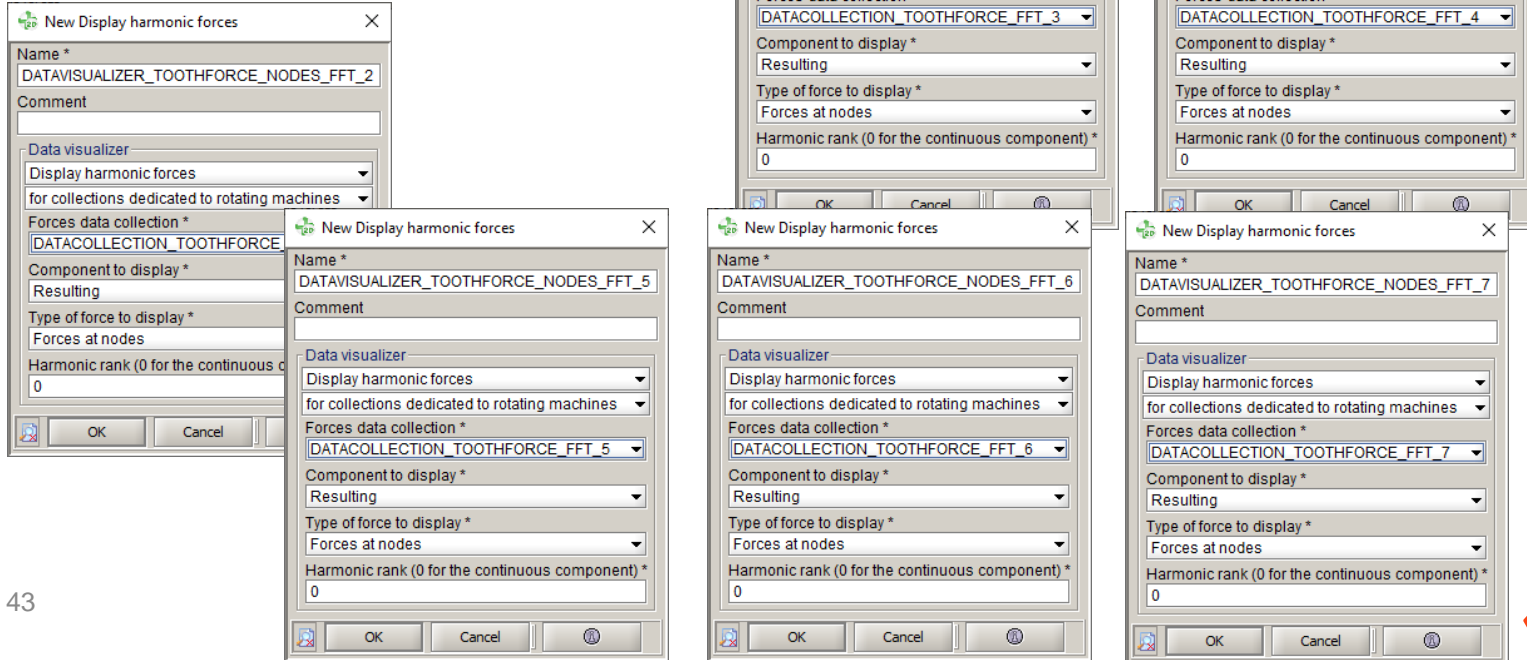 New Display harmonic forces
Name *
DATAVISUALIZER_TOOTHFORCE_NODES_FFT_2
Comment
Data visualizer
Display harmonic forces
for collections dedicated to rotating machines
Forces data collection *
DATACOLLECTION_TOOTHFORCE_
Component to display *
Resulting
Type of force to display *
Forces at nodes
Harmonic rank (0 for the continuous c
0
OK Cancel
DATACOLLECTION_TOOTHFORCE_FFT_3
Component to display *
Resulting
Type of force to display *
Forces at nodes
Harmonic rank (0 for the continuous component) *
0
OK Cancel
DATACOLLECTION_TOOTHFORCE_FFT_4
Component to display *
Resulting
Type of force to display *
Forces at nodes
Harmonic rank (0 for the continuous component) *
0
OK Cancel
New Display harmonic forces
Name *
DATAVISUALIZER_TOOTHFORCE_NODES_FFT_5
Comment
Data visualizer
Display harmonic forces
for collections dedicated to rotating machines
Forces data collection *
DATACOLLECTION_TOOTHFORCE_FFT_5
Component to display *
Resulting
Type of force to display *
Forces at nodes
Harmonic rank (0 for the continuous component) *
0
OK Cancel
New Display harmonic forces
Name *
DATAVISUALIZER_TOOTHFORCE_NODES_FFT_6
Comment
Data visualizer
Display harmonic forces
for collections dedicated to rotating machines
Forces data collection *
DATACOLLECTION_TOOTHFORCE_FFT_6
Component to display *
Resulting
Type of force to display *
Forces at nodes
Harmonic rank (0 for the continuous component) *
0
OK Cancel
New Display harmonic forces
Name *
DATAVISUALIZER_TOOTHFORCE_NODES_FFT_7
Comment
Data visualizer
Display harmonic forces
for collections dedicated to rotating machines
Forces data collection *
DATACOLLECTION_TOOTHFORCE_FFT_7
Component to display *
Resulting
Type of force to display *
Forces at nodes
Harmonic rank (0 for the continuous component) *
0
OK Cancel
43